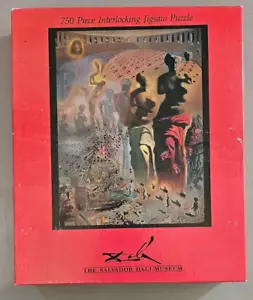 750 Piece Interlocking Jigsaw Puzzle
Dalí
THE SALVADOR DALI MUSEUM